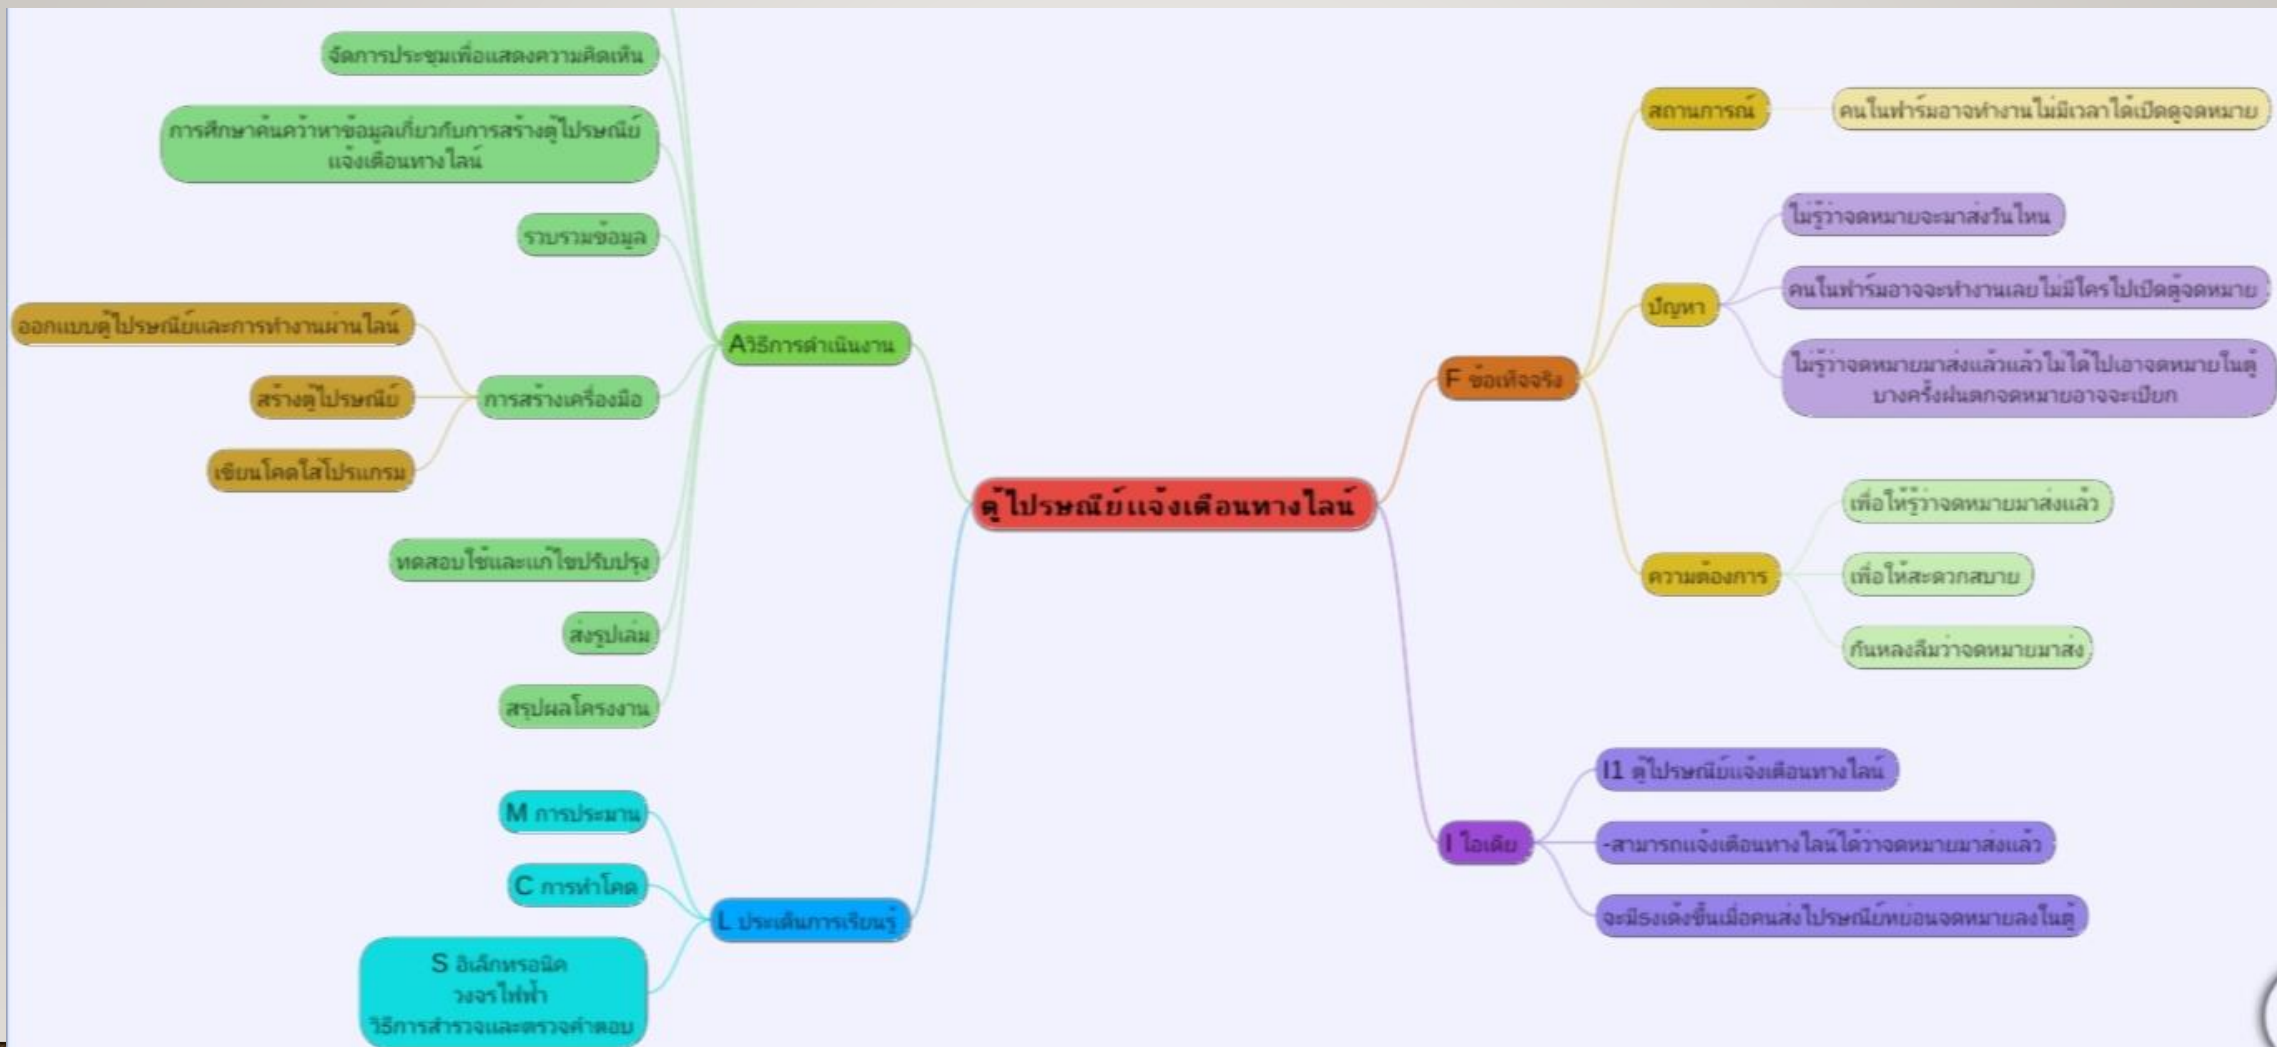 จัดการประชุมเพื่อแสดงความคิดเห็น
การศึกษาค้นคว้าหาข้อมูลเกี่ยวกับการสร้างตู้ไปรษณีย์
แจ้งเตือนทางไลน์
รวบรวมข้อมูล
ออกแบบตู้ไปรษณีย์และการทำงานผ่านไลน์
สร้างตู้ไปรษณีย์
เขียนโคดใส่โปรแกรม
การสร้างเครื่องมือ
Aวิธีการดำเนินงาน
ทดสอบใช้และแก้ไขปรับปรุง
ส่งรูปเล่ม
สรุปผลโครงงาน
M การประมาน
C การทำโคด
S อิเล็กทรอนิค
วงจรไฟฟ้า
วิธีการสำรวจและตรวจคำตอบ
L ประเด็นการเรียนรู้
ตู้ไปรษณีย์แจ้งเตือนทางไลน์
F ข้อเท็จจริง
สถานการณ์
คนในฟาร์มอาจทำงานไม่มีเวลาได้เปิดดูจดหมาย
ปัญหา
ไม่รู้ว่าจดหมายจะมาส่งวันไหน
คนในฟาร์มอาจจะทำงานเลยไม่มีใครไปเปิดตู้จดหมาย
ไม่รู้ว่าจดหมายมาส่งแล้วแล้วไม่ได้ไปเอาจดหมายในตู้
บางครั้งฝนตกจดหมายอาจจะเปียก
ความต้องการ
เพื่อให้รู้ว่าจดหมายมาส่งแล้ว
เพื่อให้สะดวกสบาย
กันหลงลืมว่าจดหมายมาส่ง
I ไอเดีย
I1 ตู้ไปรษณีย์แจ้งเตือนทางไลน์
-สามารถแจ้งเตือนทางไลน์ได้ว่าจดหมายมาส่งแล้ว
จะมีธงเด้งขึ้นเมื่อคนส่งไปรษณีย์หย่อนจดหมายลงในตู้